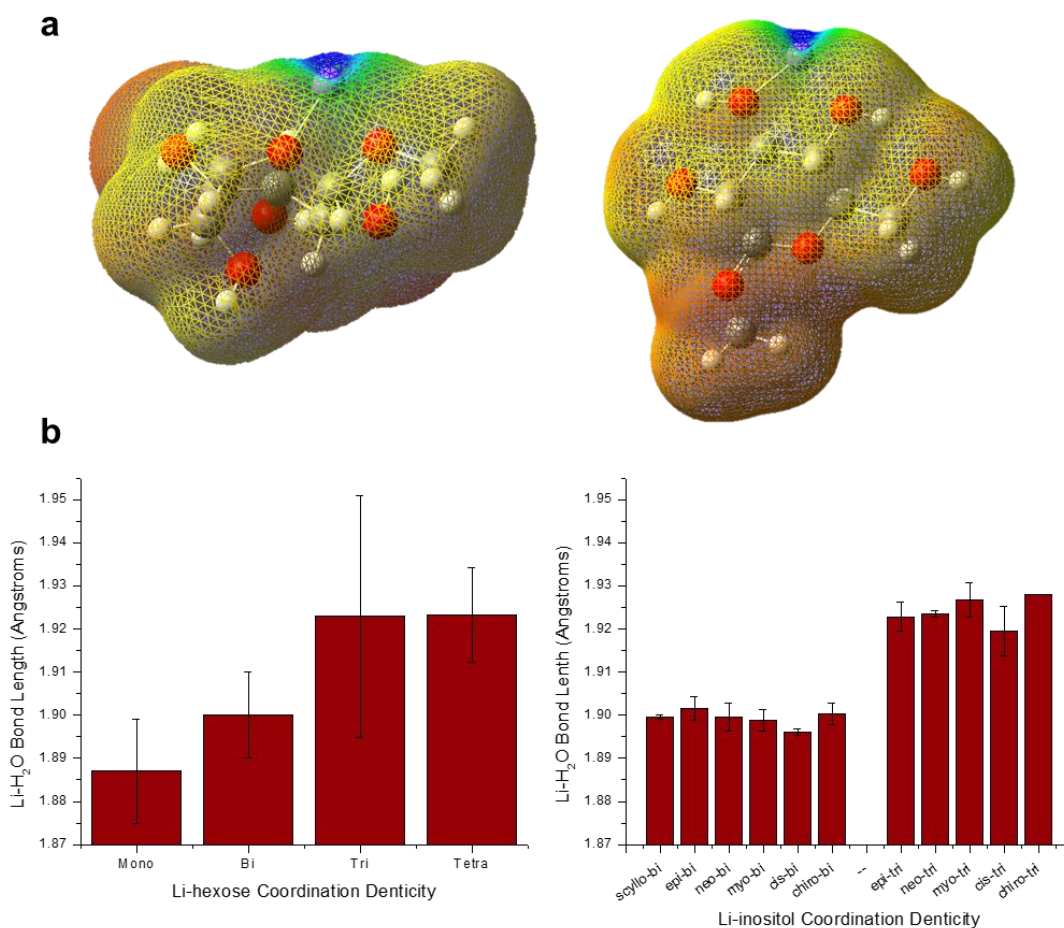 a
b
Li-H₂O Bond Length (Angstroms)
1.95
1.94
1.93
1.92
1.91
1.90
1.89
1.88
1.87
Mono Bi Tri Tetra
Li-hexose Coordination Denticity
Li-H₂O Bond Lenth (Angstroms)
1.95
1.94
1.93
1.92
1.91
1.90
1.89
1.88
1.87
scyllo-bi epi-bi neo-bi myo-bi cis-bi chiro-bi -- epi-tri neo-tri myo-tri cis-tri chiro-tri
Li-inositol Coordination Denticity